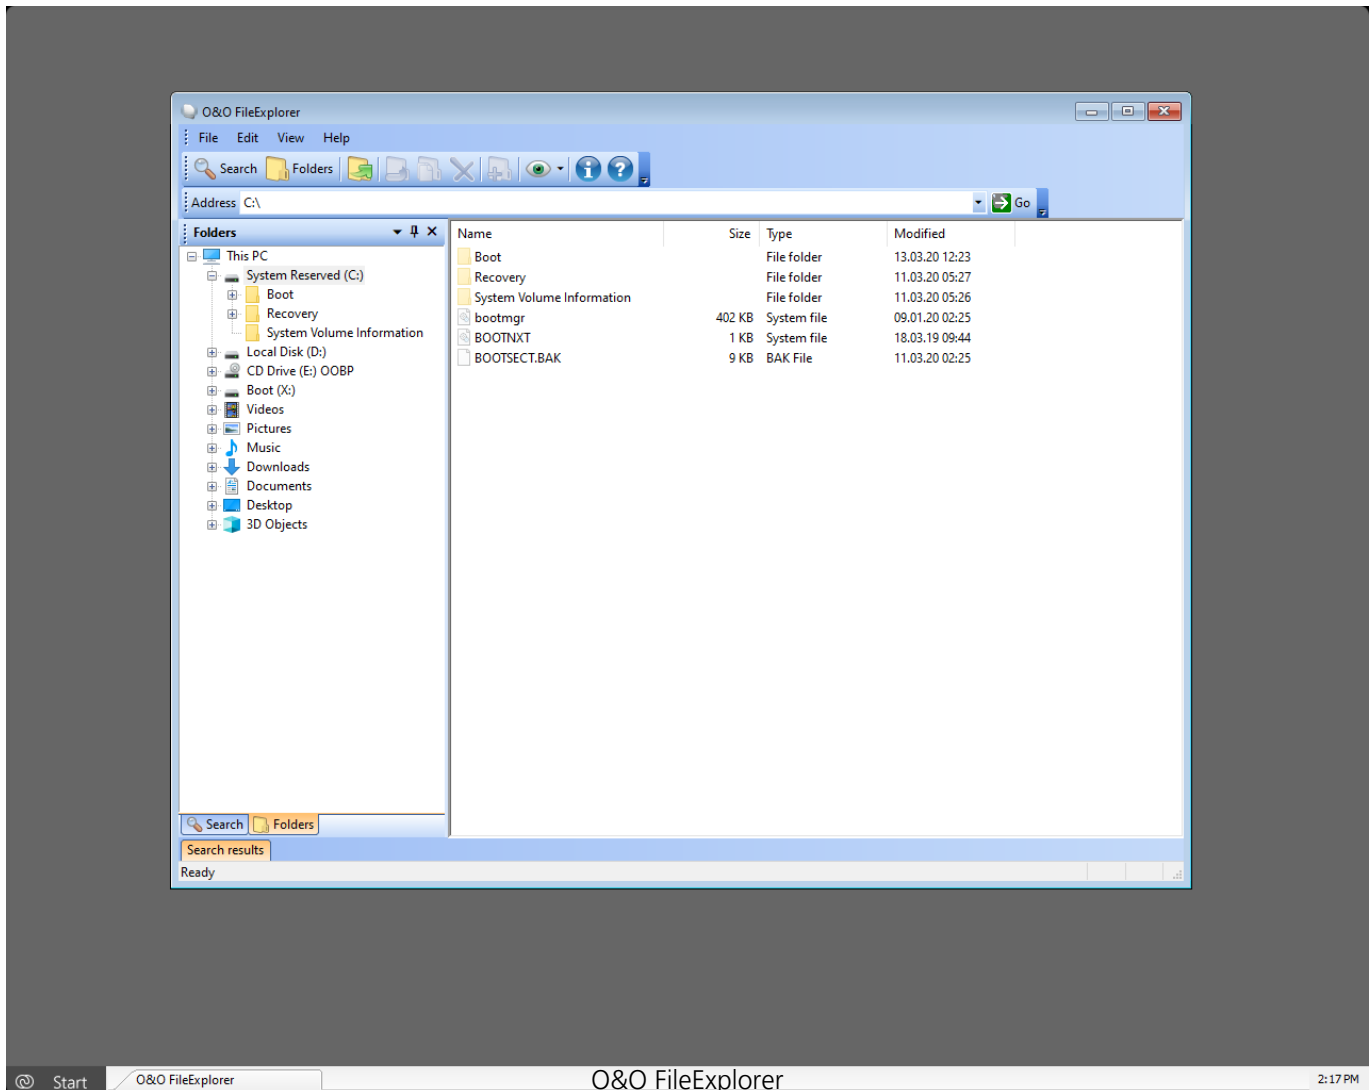 O&O FileExplorer
File Edit View Help
Search Folders
Address C:\ Go
Folders
This PC
System Reserved (C:)
Boot
Recovery
System Volume Information
Local Disk (D:)
CD Drive (E:) OOBP
Boot (X:)
Videos
Pictures
Music
Downloads
Documents
Desktop
3D Objects
Name Size Type Modified
Boot File folder 13.03.20 12:23
Recovery File folder 11.03.20 05:27
System Volume Information File folder 11.03.20 05:26
bootmgr 402 KB System file 09.01.20 02:25
BOOTNXT 1 KB System file 18.03.19 09:44
BOOTSECT.BAK 9 KB BAK File 11.03.20 02:25
Search Folders
Search results
Ready
Start O&O FileExplorer O&O FileExplorer 2:17 PM